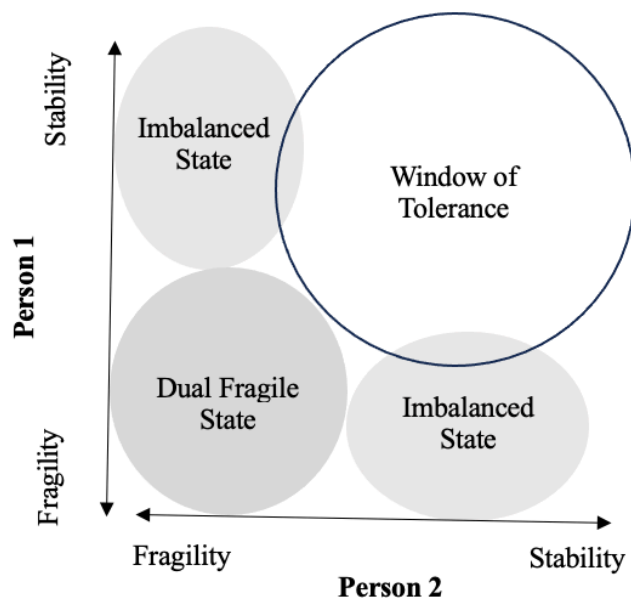 Stability
Imbalanced
State
Window of
Tolerance
Person 1
Dual Fragile
State
Imbalanced
State
Fragility
Fragility
Stability
Person 2